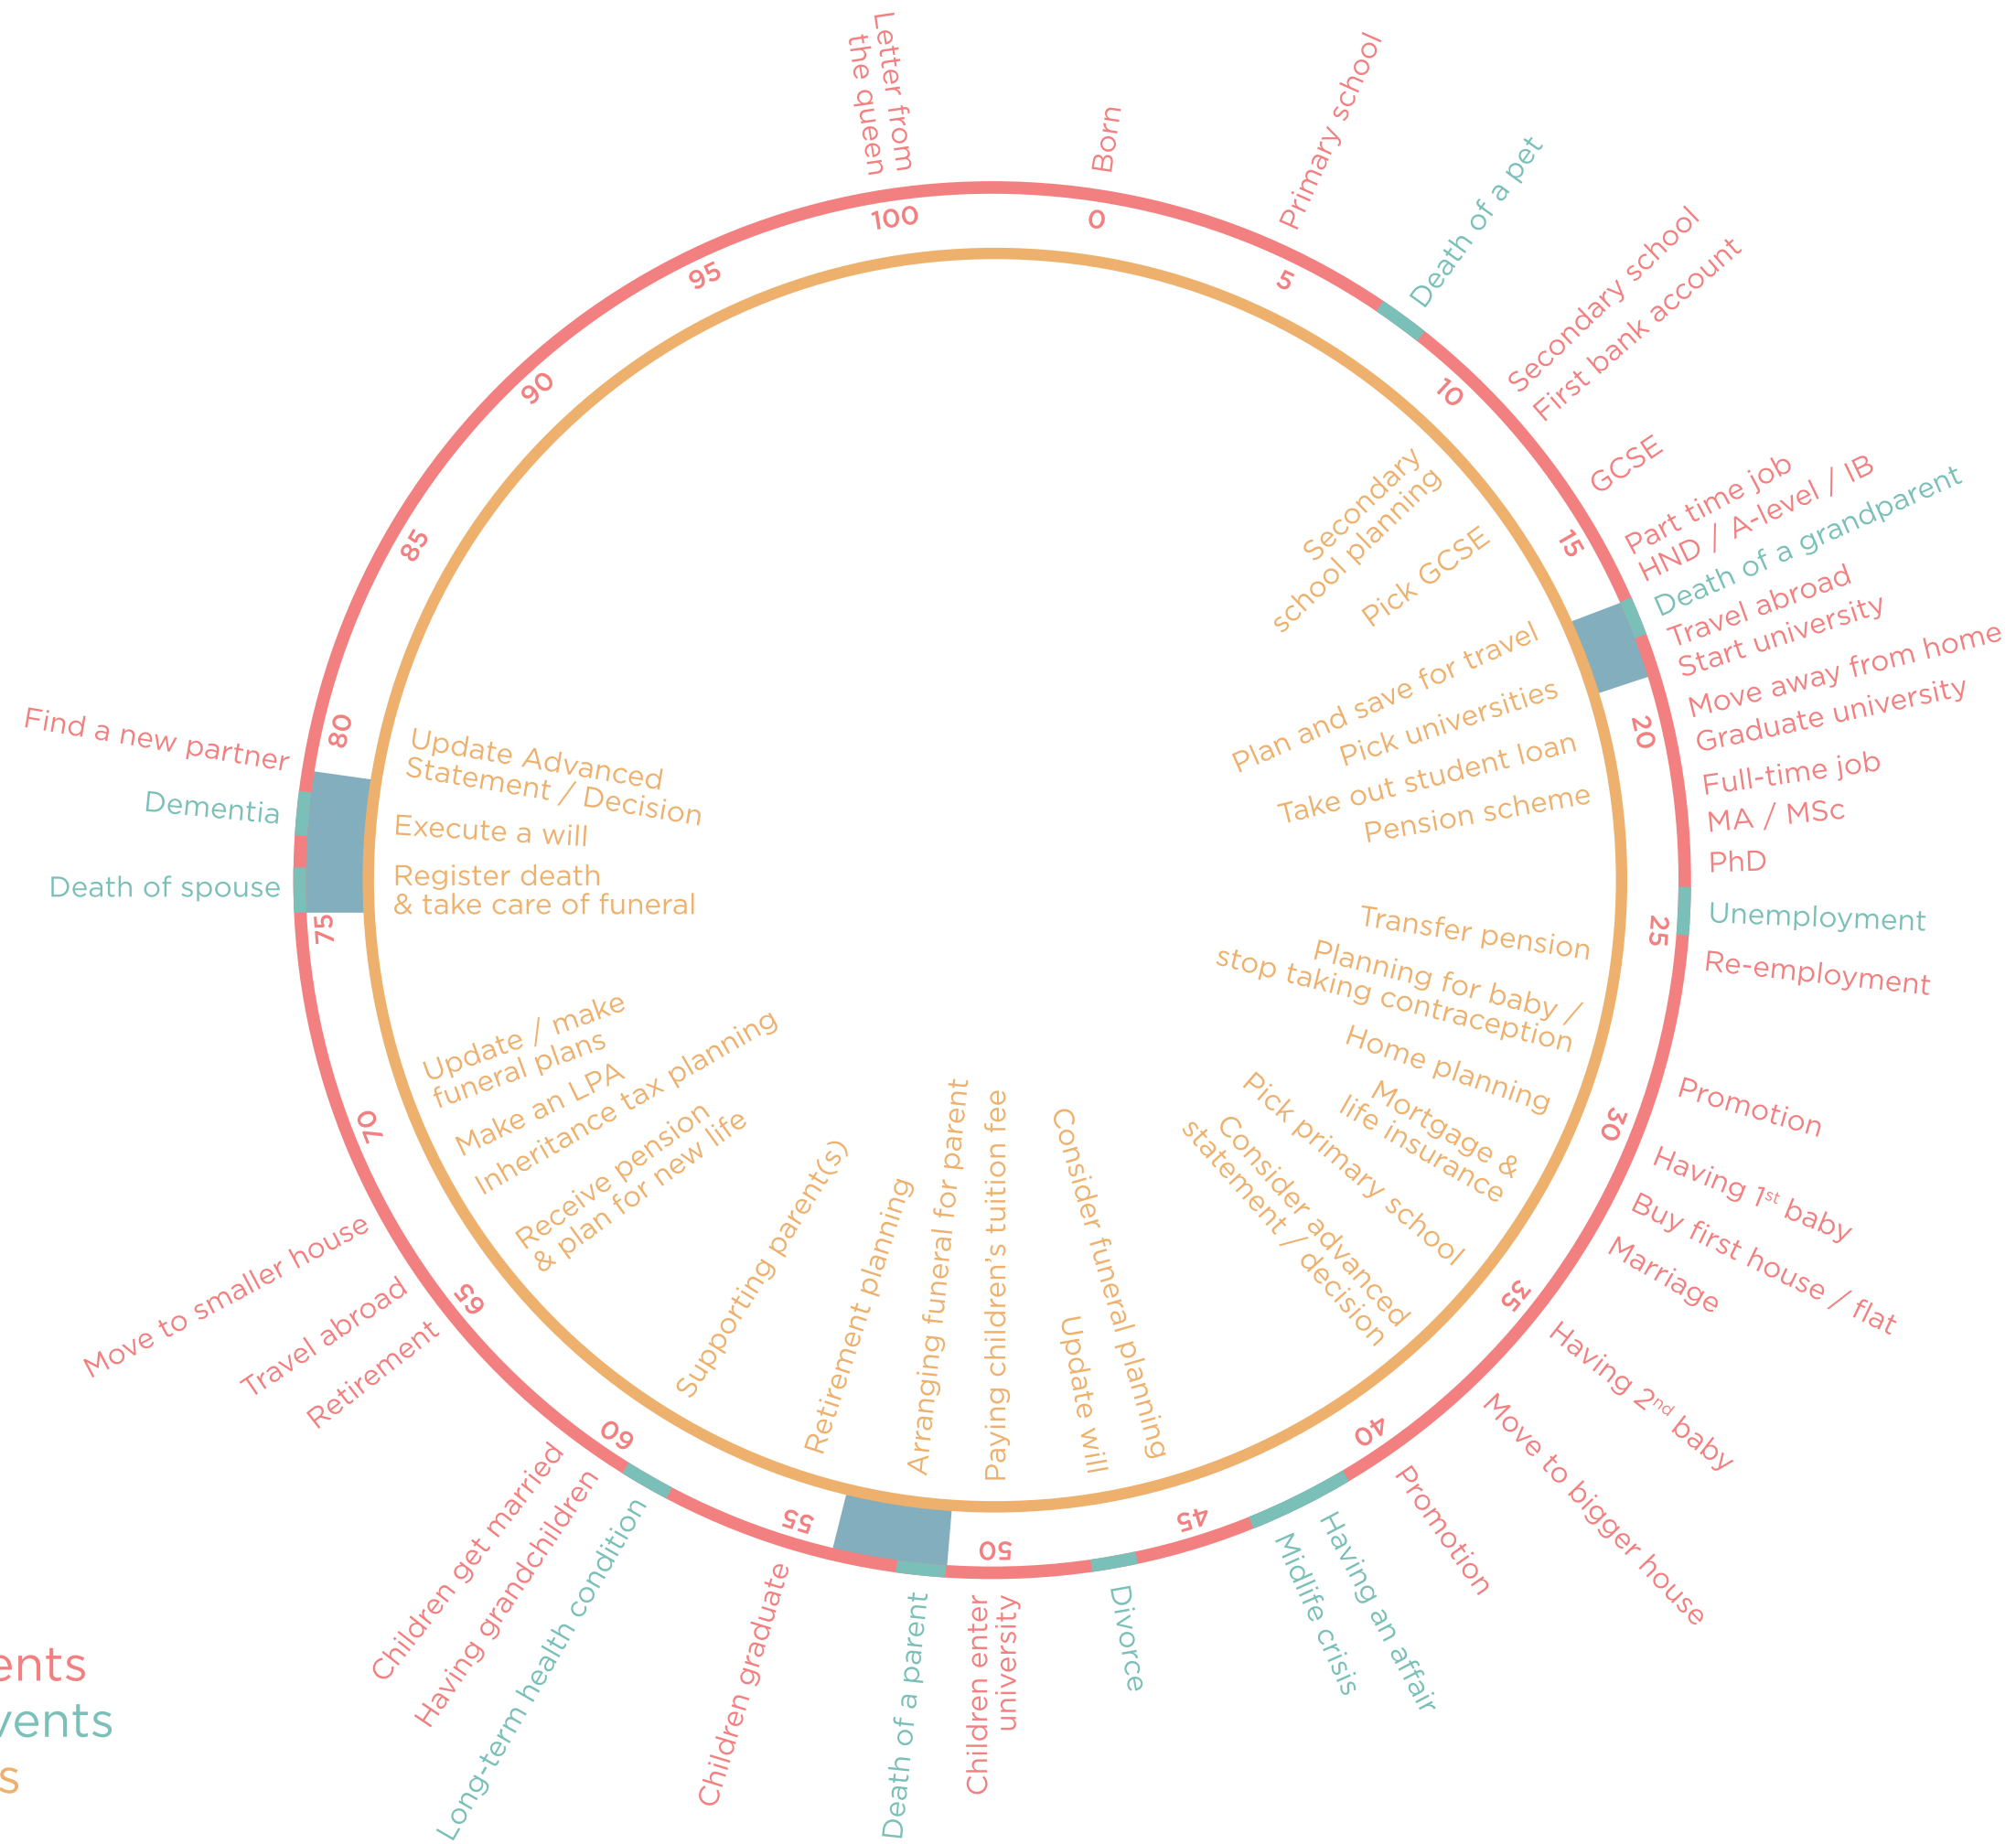 Letter from
the queen
Born
Primary school
Death of a pet
Secondary school
First bank account
GCSE
Part time job
HND / A-level / IB
Death of a grandparent
Travel abroad
Start university
Move away from home
Graduate university
Full-time job
MA / MSc
PhD
Unemployment
Re-employment
Promotion
Having 1st baby
Buy first house / flat
Marriage
Having 2nd baby
Move to bigger house
Promotion
Having an affair
Midlife crisis
Divorce
Children enter
university
Death of a parent
Children graduate
Long-term health condition
Having grandchildren
Children get married
Retirement
Travel abroad
Move to smaller house
Death of spouse
Dementia
Find a new partner
0
5
10
15
20
25
30
35
40
45
50
55
60
65
70
75
80
85
90
95
100
Secondary
school planning
Pick GCSE
Plan and save for travel
Pick universities
Take out student loan
Pension scheme
Transfer pension
Planning for baby /
stop taking contraception
Home planning
Mortgage &
life insurance
Pick primary school
Consider advanced
statement / decision
Consider funeral planning
Update will
Paying children's tuition fee
Arranging funeral for parent
Retirement planning
Supporting parent(s)
Receive pension
& plan for new life
Inheritance tax planning
Make an LPA
Update / make
funeral plans
Register death
& take care of funeral
Execute a will
Update Advanced
Statement / Decision
ents
vents
s